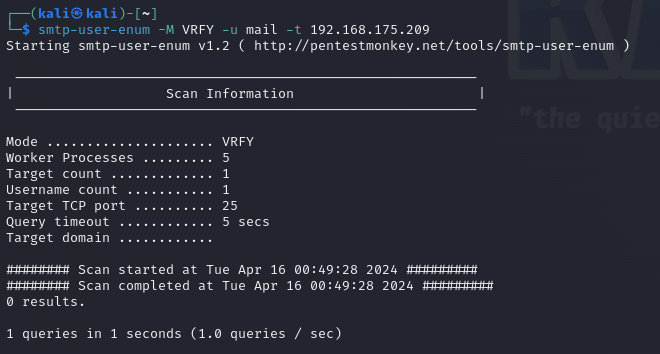 ┌──(kali㉿kali)-[~]
└─$ smtp-user-enum -M VRFY -u mail -t 192.168.175.209
Starting smtp-user-enum v1.2 ( http://pentestmonkey.net/tools/smtp-user-enum )
|                   Scan Information                       |
Mode ..................... VRFY
Worker Processes ......... 5
Target count ............. 1
Username count ........... 1
Target TCP port .......... 25
Query timeout ............ 5 secs
Target domain ............
######## Scan started at Tue Apr 16 00:49:28 2024 #########
######## Scan completed at Tue Apr 16 00:49:28 2024 #########
0 results.
1 queries in 1 seconds (1.0 queries / sec)
"the quie